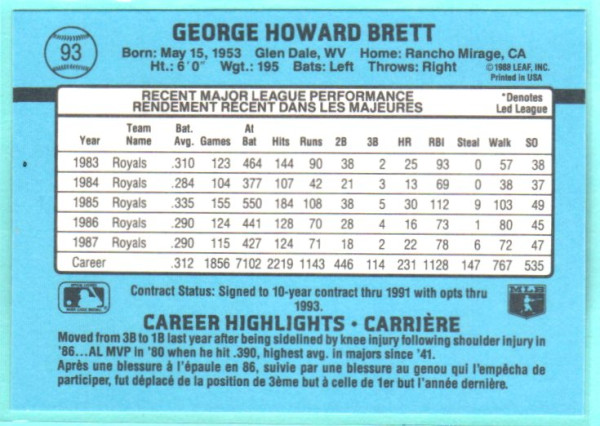 93
GEORGE HOWARD BRETT
Born: May 15, 1953 Glen Dale, WV Home: Rancho Mirage, CA
Ht.: 6'0" Wgt.: 195 Bats: Left Throws: Right
©1988 LEAF, INC.
Printed in USA
RECENT MAJOR LEAGUE PERFORMANCE
RENDEMENT RÉCENT DANS LES MAJEURES
*Denotes
Led League
Year Team Name Bat. Avg. Games At Bat Hits Runs 2B 3B HR RBI Steal Walk SO
1983 Royals .310 123 464 144 90 38 2 25 93 0 57 38
1984 Royals .284 104 377 107 42 21 3 13 69 0 38 37
1985 Royals .335 155 550 184 108 38 5 30 112 9 103 49
1986 Royals .290 124 441 128 70 28 4 16 73 1 80 45
1987 Royals .290 115 427 124 71 18 2 22 78 6 72 47
Career .312 1856 7102 2219 1143 446 114 231 1128 147 767 535
Contract Status: Signed to 10-year contract thru 1991 with opts thru
1993.
MLB
CAREER HIGHLIGHTS • CARRIÈRE
Moved from 3B to 1B last year after being sidelined by knee injury following shoulder injury in
'86...AL MVP in '80 when he hit .390, highest avg. in majors since '41.
Après une blessure à l'épaule en 86, suivie par une blessure au genou qui l'empêcha de
participer, fut déplacé de la position de 3ème but à celle de 1er but l'année dernière.